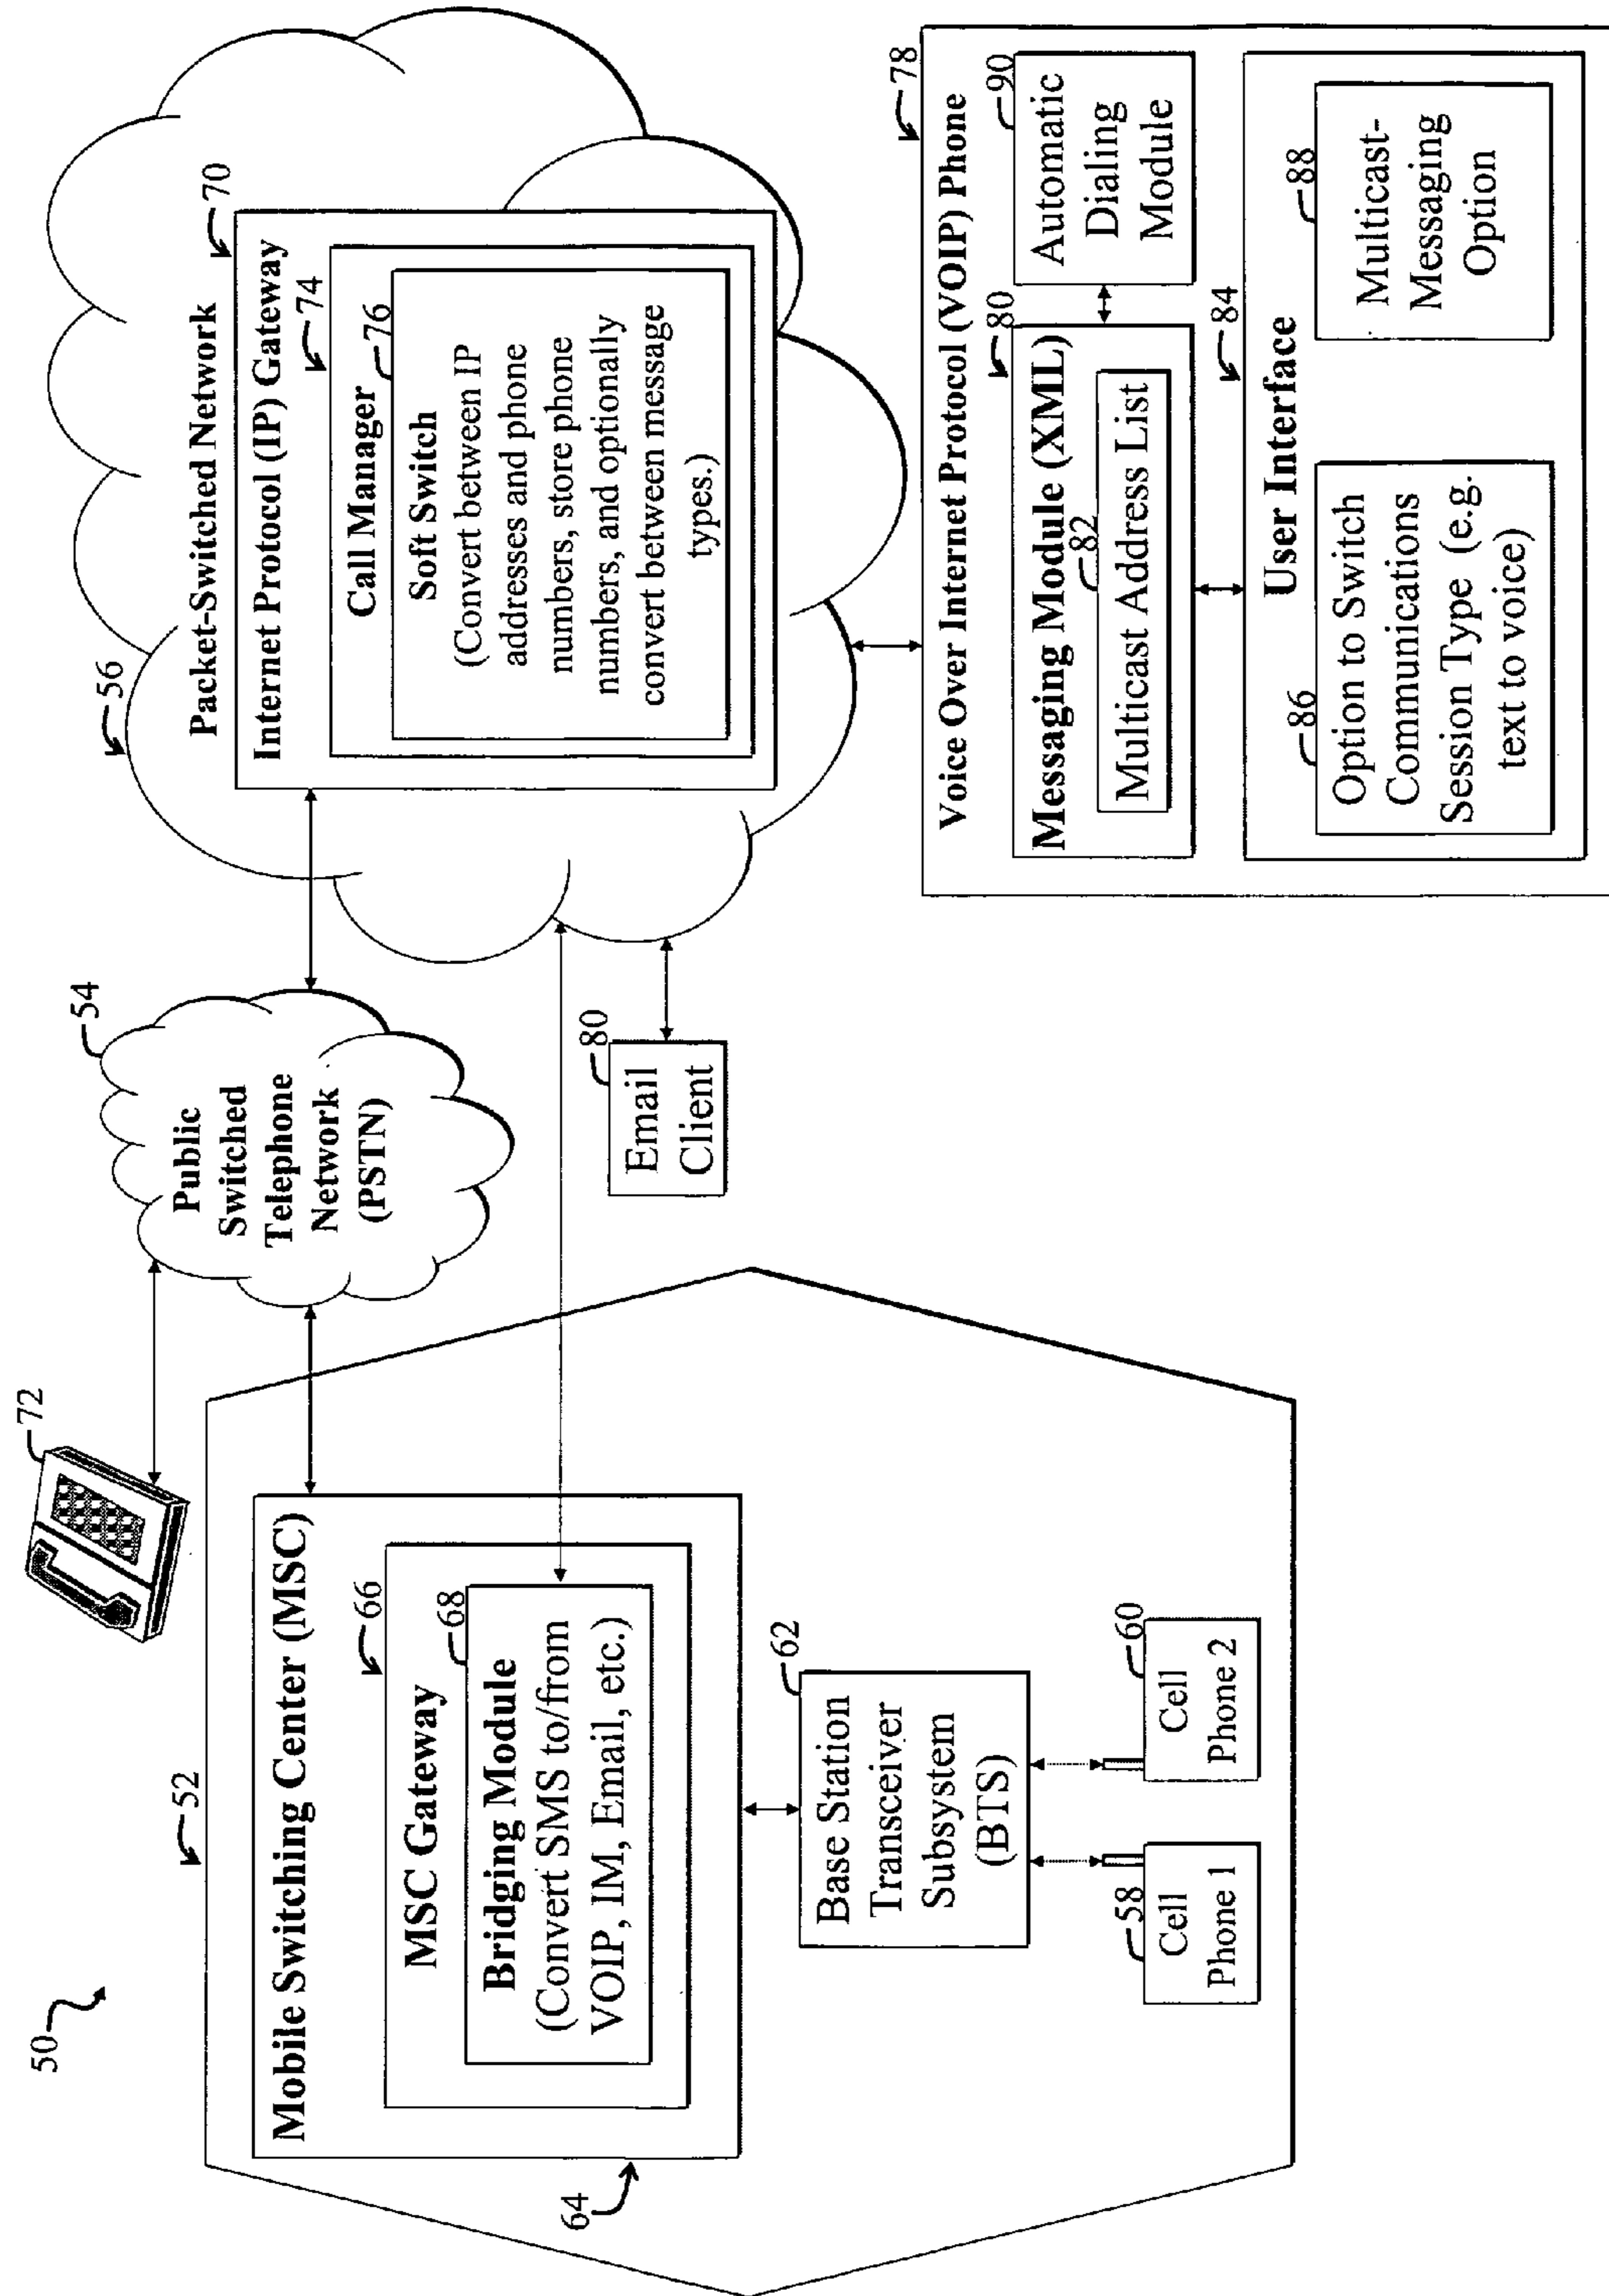 50
52
72
54
56
Public
Switched
Telephone
Network
(PSTN)
Packet-Switched Network
70
Internet Protocol (IP) Gateway
74
Call Manager
76
Soft Switch
(Convert between IP
addresses and phone
numbers, store phone
numbers, and optionally
convert between message
types.)
64
Mobile Switching Center (MSC)
66
MSC Gateway
68
Bridging Module
(Convert SMS to/from
VOIP, IM, Email, etc.)
62
Base Station
Transceiver
Subsystem
(BTS)
58
Cell
Phone 1
60
Cell
Phone 2
80
Email
Client
78
Voice Over Internet Protocol (VOIP) Phone
80
Messaging Module (XML)
82
Multicast Address List
90
Automatic
Dialing
Module
84
User Interface
86
Option to Switch
Communications
Session Type (e.g.
text to voice)
88
Multicast-
Messaging
Option